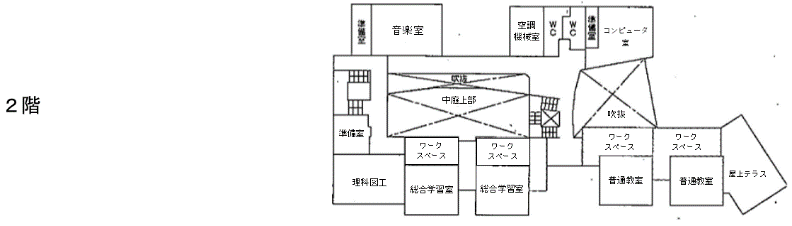 ２階
準備室
音楽室
空調
機械室
WC
WC
準備室
コンピュータ
室
吹抜
中庭上部
吹抜
準備室
ワーク
スペース
ワーク
スペース
ワーク
スペース
ワーク
スペース
理科図工
総合学習室
総合学習室
普通教室
普通教室
屋上テラス